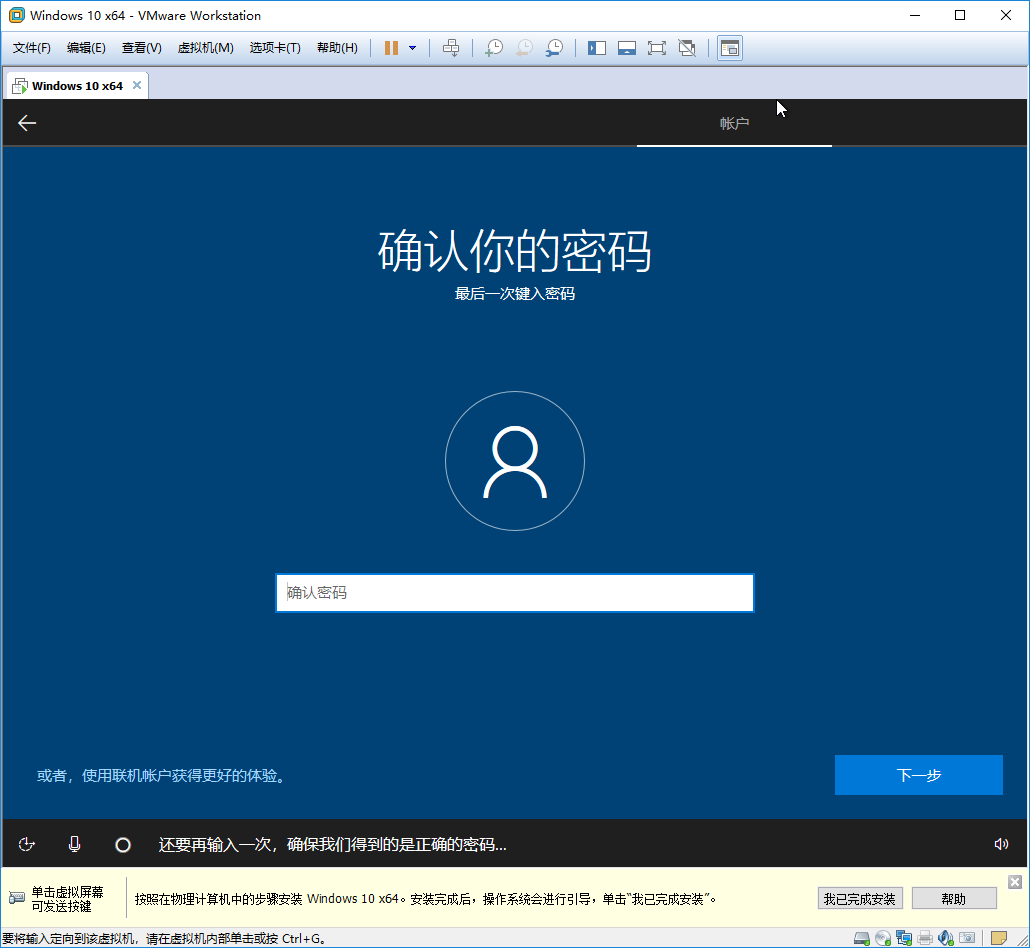 Windows 10 x64 - VMware Workstation
文件(F) 编辑(E) 查看(V) 虚拟机(M) 选项卡(T) 帮助(H)
Windows 10 x64
帐户
确认你的密码
最后一次键入密码
确认密码
或者，使用联机帐户获得更好的体验。
下一步
还要再输入一次，确保我们得到的是正确的密码...
单击虚拟屏幕
可发送按键
按照在物理计算机中的步骤安装 Windows 10 x64。安装完成后，操作系统会进行引导，单击“我已完成安装”。
我已完成安装
帮助
要将输入定向到该虚拟机，请在虚拟机内部单击或按 Ctrl+G。